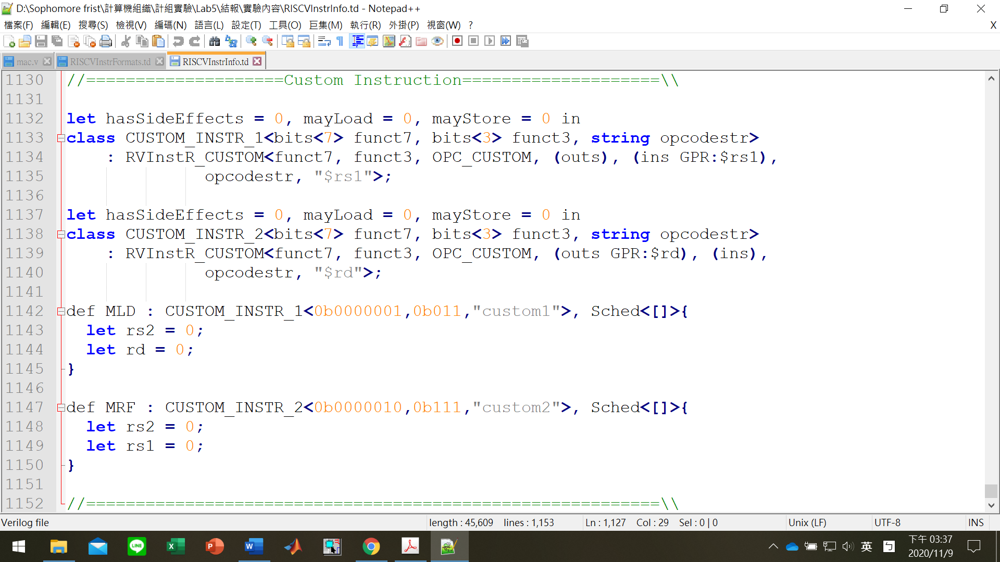 D:\Sophomore frist\計算機組織\計組實驗\Lab5\結報\實驗內容\RISCVInstrInfo.td - Notepad++
檔案(F) 編輯(E) 搜尋(S) 檢視(V) 編碼(N) 語言(L) 設定(T) 工具(O) 巨集(M) 執行(R) 外掛(P) 視窗(W) ? X
mac.v RISCVInstrFormats.td RISCVInstrInfo.td
1130 //====================Custom Instruction====================\\
1131
1132 let hasSideEffects = 0, mayLoad = 0, mayStore = 0 in
1133 class CUSTOM_INSTR_1<bits<7> funct7, bits<3> funct3, string opcodestr>
1134     : RVInstR_CUSTOM<funct7, funct3, OPC_CUSTOM, (outs), (ins GPR:$rs1),
1135               opcodestr, "$rs1">;
1136
1137 let hasSideEffects = 0, mayLoad = 0, mayStore = 0 in
1138 class CUSTOM_INSTR_2<bits<7> funct7, bits<3> funct3, string opcodestr>
1139     : RVInstR_CUSTOM<funct7, funct3, OPC_CUSTOM, (outs GPR:$rd), (ins),
1140               opcodestr, "$rd">;
1141
1142 def MLD : CUSTOM_INSTR_1<0b0000001,0b011,"custom1">, Sched<[]>{
1143   let rs2 = 0;
1144   let rd = 0;
1145 }
1146
1147 def MRF : CUSTOM_INSTR_2<0b0000010,0b111,"custom2">, Sched<[]>{
1148   let rs2 = 0;
1149   let rs1 = 0;
1150 }
1151
1152 //==========================================================\\
Verilog file length : 45,609 lines : 1,153 Ln : 1,127 Col : 29 Sel : 0 | 0 Unix (LF) UTF-8 INS
LINE X P W 英 ㄅ 下午 03:37
2020/11/9